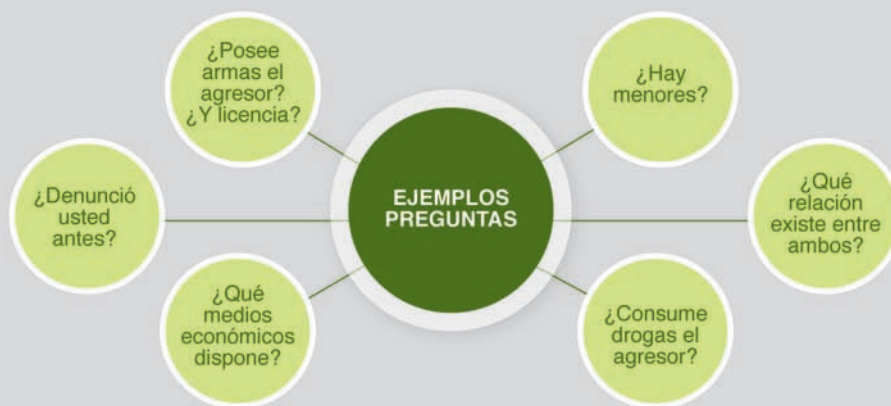 ¿Posee
armas el
agresor?
¿Y licencia?
¿Hay
menores?
¿Denunció
usted
antes?
EJEMPLOS
PREGUNTAS
¿Qué
relación
existe entre
ambos?
¿Qué
medios
económicos
dispone?
¿Consume
drogas el
agresor?